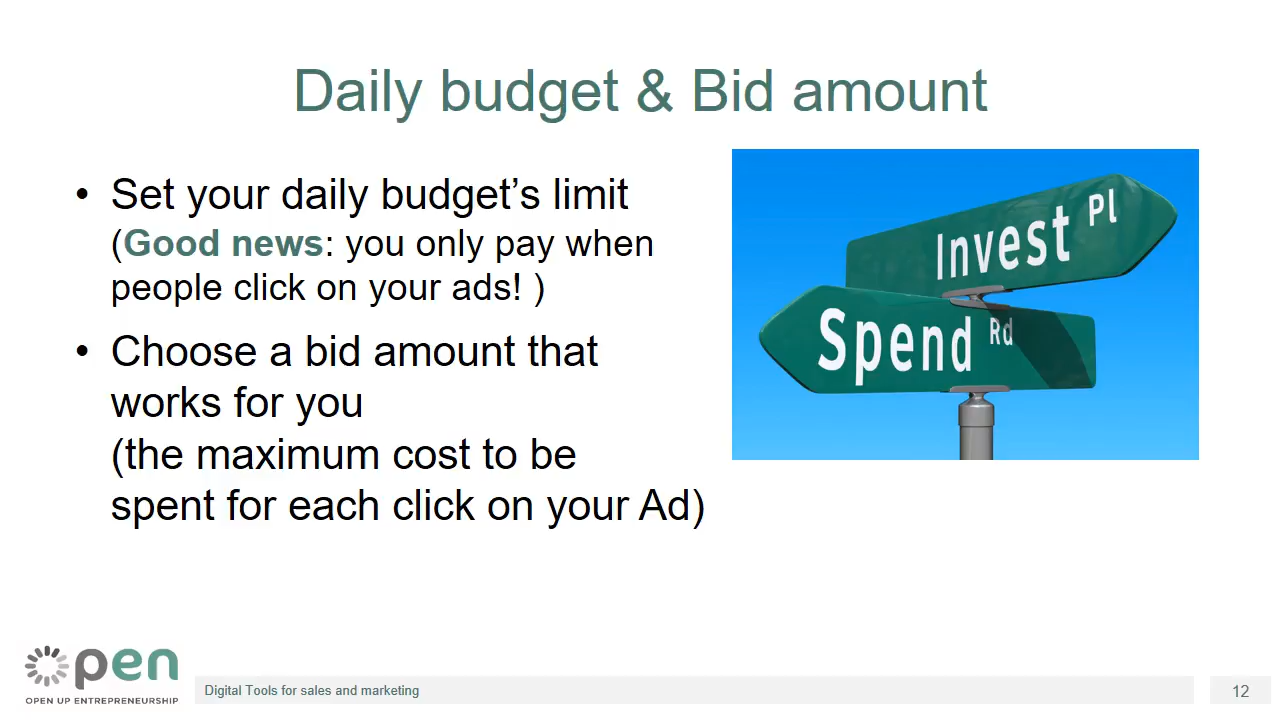 Daily budget & Bid amount
• Set your daily budget’s limit
(Good news: you only pay when
people click on your ads! )
• Choose a bid amount that
works for you
(the maximum cost to be
spent for each click on your Ad)
Invest Pl
Spend Rd
open
OPEN UP ENTREPRENEURSHIP
Digital Tools for sales and marketing
12